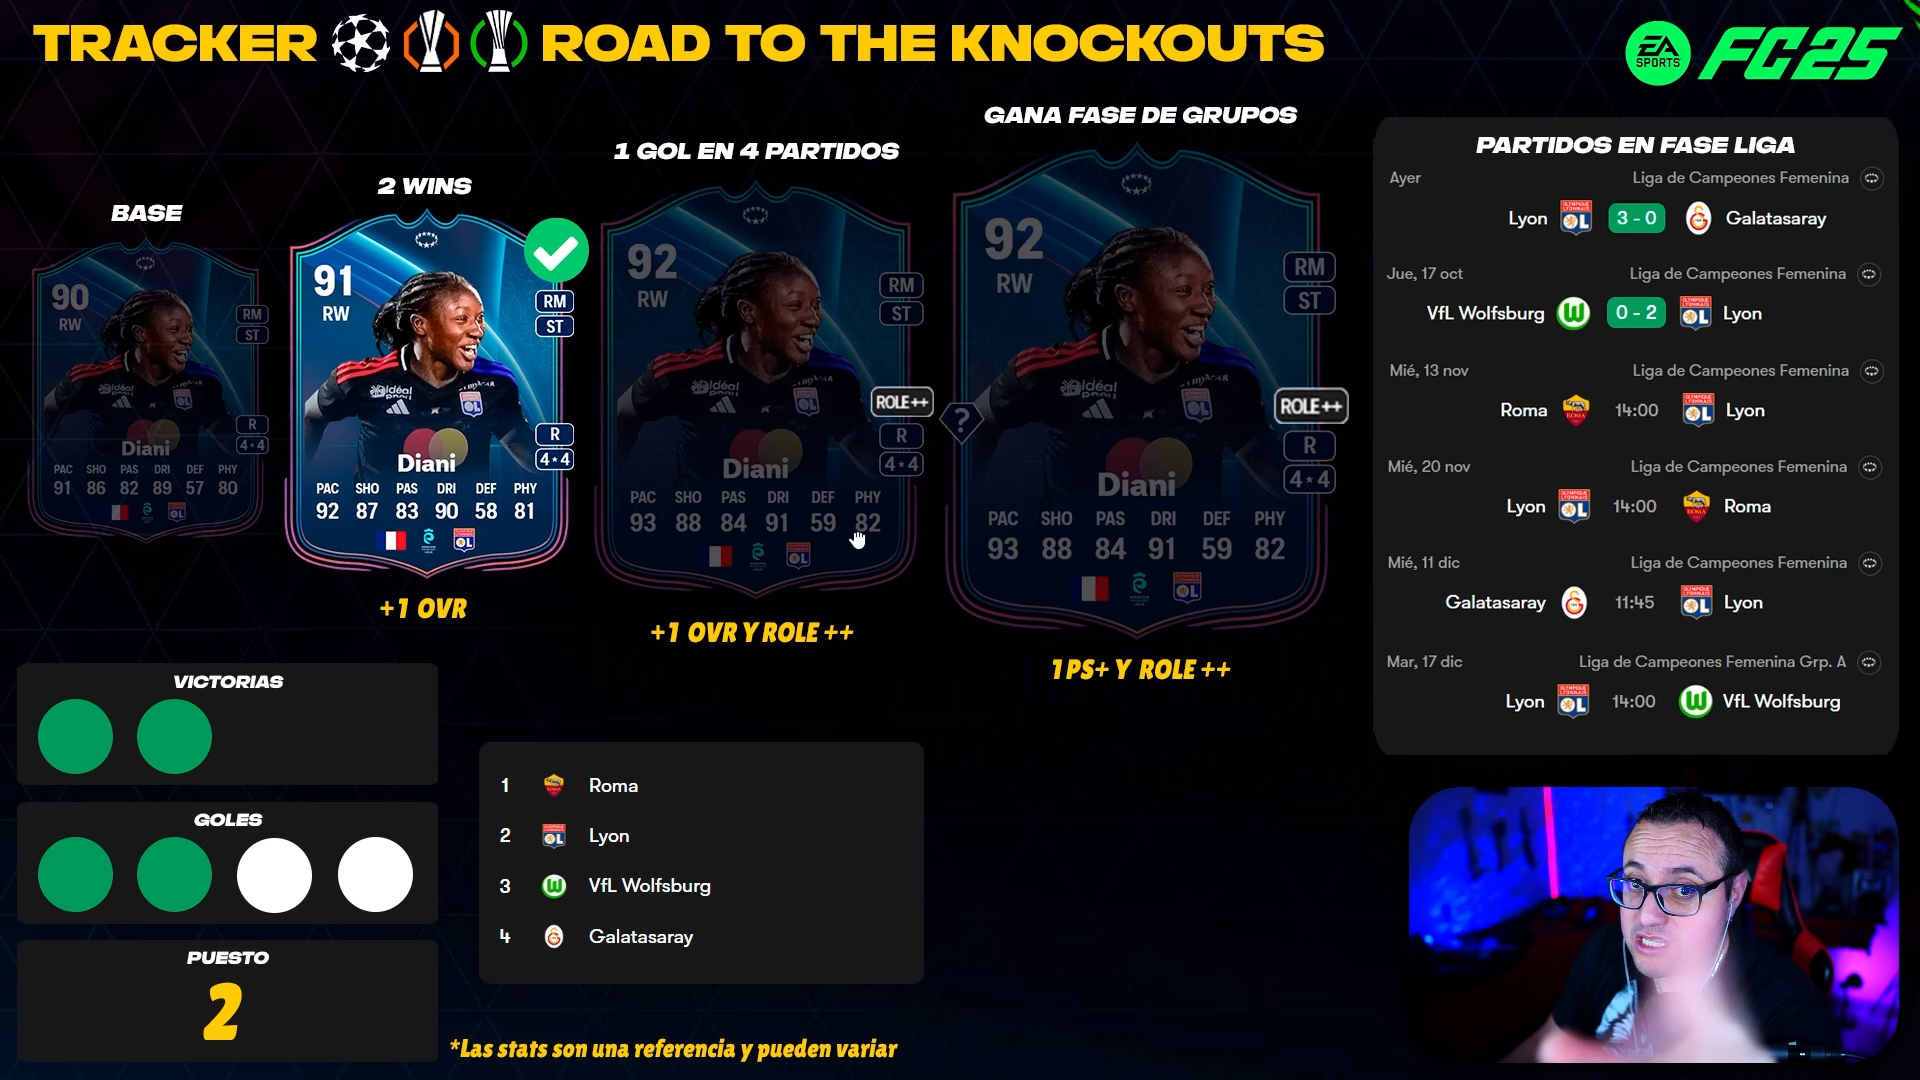 TRACKER ROAD TO THE KNOCKOUTS
EA SPORTS FC25
BASE
90
RW
RM
ST
R
4★4
Diani
PAC SHO PAS DRI DEF PHY
91 86 82 89 57 80
2 WINS
91
RW
RM
ST
R
4★4
Diani
PAC SHO PAS DRI DEF PHY
92 87 83 90 58 81
+1 OVR
1 GOL EN 4 PARTIDOS
92
RW
RM
ST
ROLE++
R
4★4
Diani
PAC SHO PAS DRI DEF PHY
93 88 84 91 59 82
+1 OVR Y ROLE ++
GANA FASE DE GRUPOS
92
RW
RM
ST
?
ROLE++
R
4★4
Diani
PAC SHO PAS DRI DEF PHY
93 88 84 91 59 82
1 PS+ Y ROLE ++
PARTIDOS EN FASE LIGA
Ayer Liga de Campeones Femenina
Lyon 3 - 0 Galatasaray
Jue, 17 oct Liga de Campeones Femenina
VfL Wolfsburg 0 - 2 Lyon
Mié, 13 nov Liga de Campeones Femenina
Roma 14:00 Lyon
Mié, 20 nov Liga de Campeones Femenina
Lyon 14:00 Roma
Mié, 11 dic Liga de Campeones Femenina
Galatasaray 11:45 Lyon
Mar, 17 dic Liga de Campeones Femenina Grp. A
Lyon 14:00 VfL Wolfsburg
VICTORIAS
GOLES
PUESTO
2
1 Roma
2 Lyon
3 VfL Wolfsburg
4 Galatasaray
*Las stats son una referencia y pueden variar